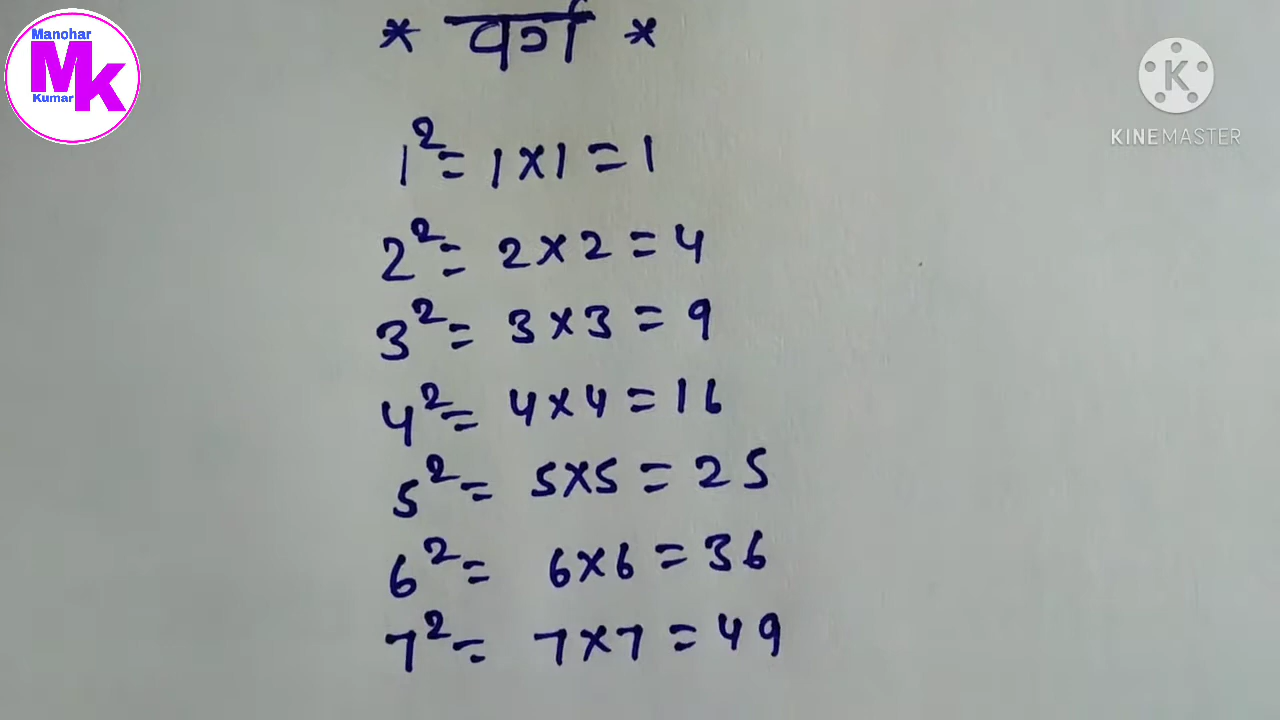 Manohar
MK
Kumar
* वर्ग *
K
KINEMASTER
1²= 1×1=1
2²= 2×2=4
3²= 3×3=9
4²= 4×4=16
5²= 5×5=25
6²= 6×6=36
7²= 7×7=49